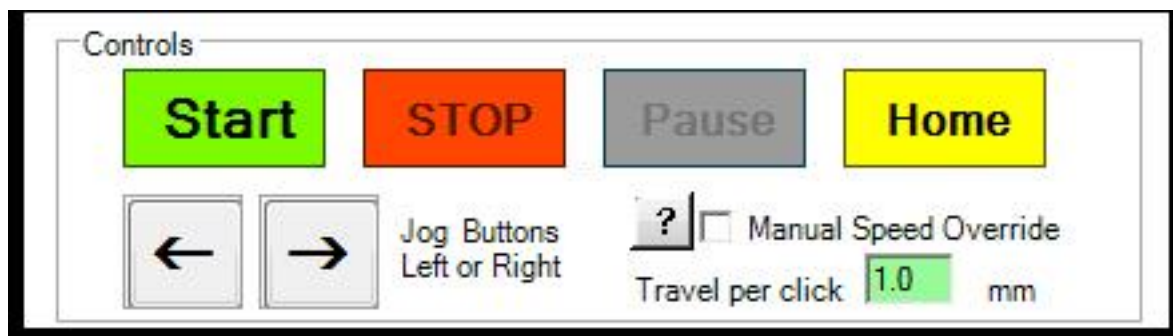 Controls
Start STOP Pause Home
← → Jog Buttons
Left or Right
? Manual Speed Override
Travel per click 1.0 mm